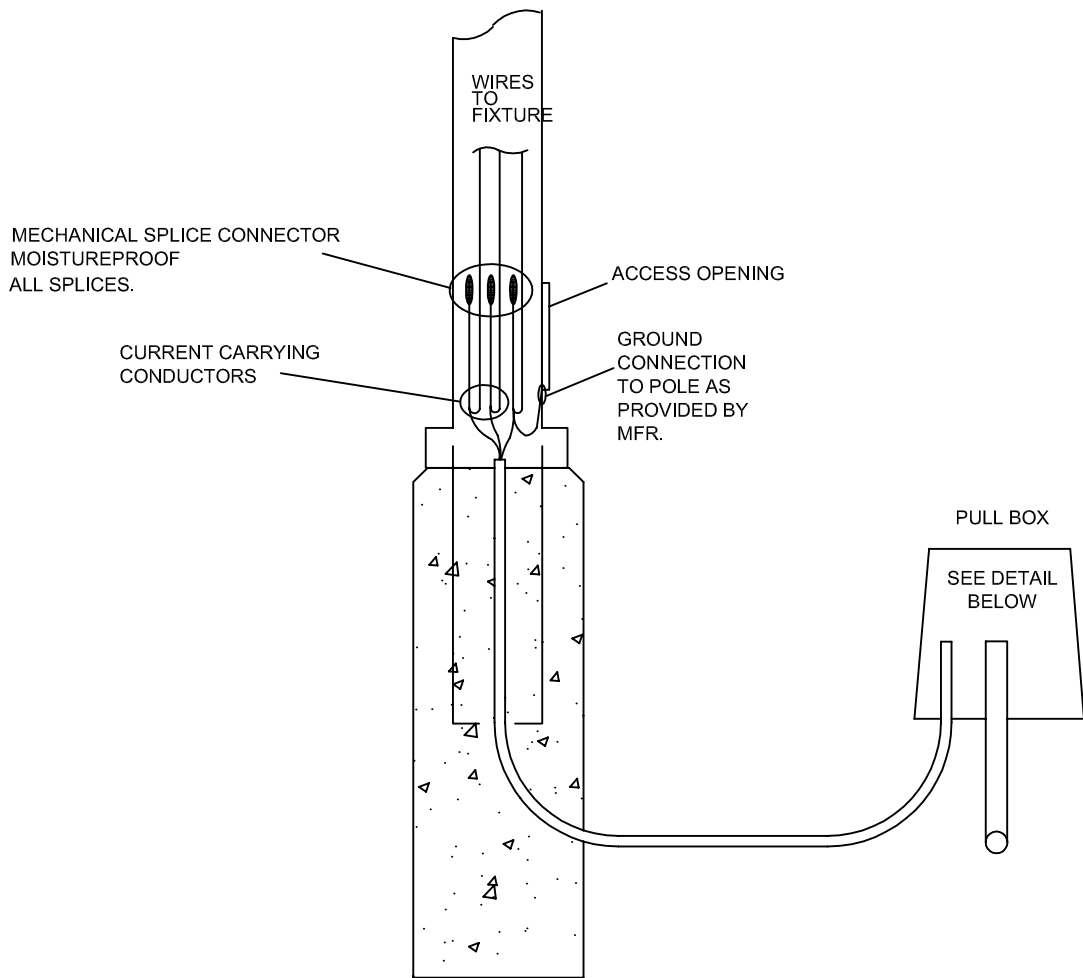 WIRES
TO
FIXTURE
MECHANICAL SPLICE CONNECTOR
MOISTUREPROOF
ALL SPLICES.
ACCESS OPENING
CURRENT CARRYING
CONDUCTORS
GROUND
CONNECTION
TO POLE AS
PROVIDED BY
MFR.
PULL BOX
SEE DETAIL
BELOW